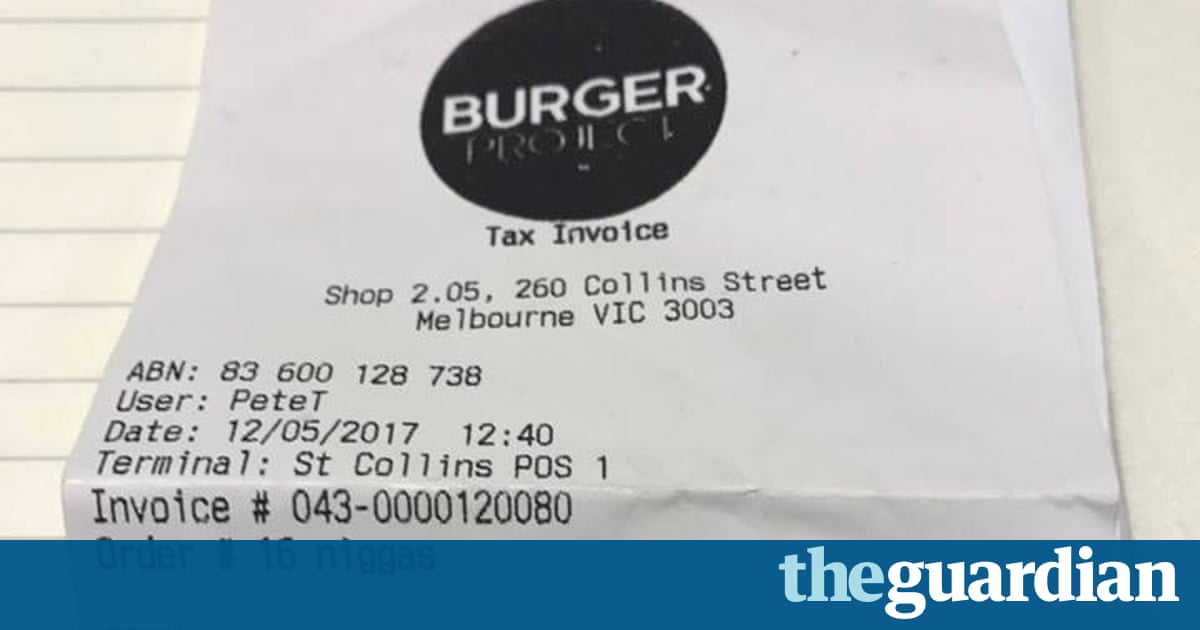 BURGER
PROJECT
Tax Invoice
Shop 2.05, 260 Collins Street
Melbourne VIC 3003
ABN: 83 600 128 738
User: PeteT
Date: 12/05/2017 12:40
Terminal: St Collins POS 1
Invoice # 043-0000120080
Order # 16 niggas
theguardian